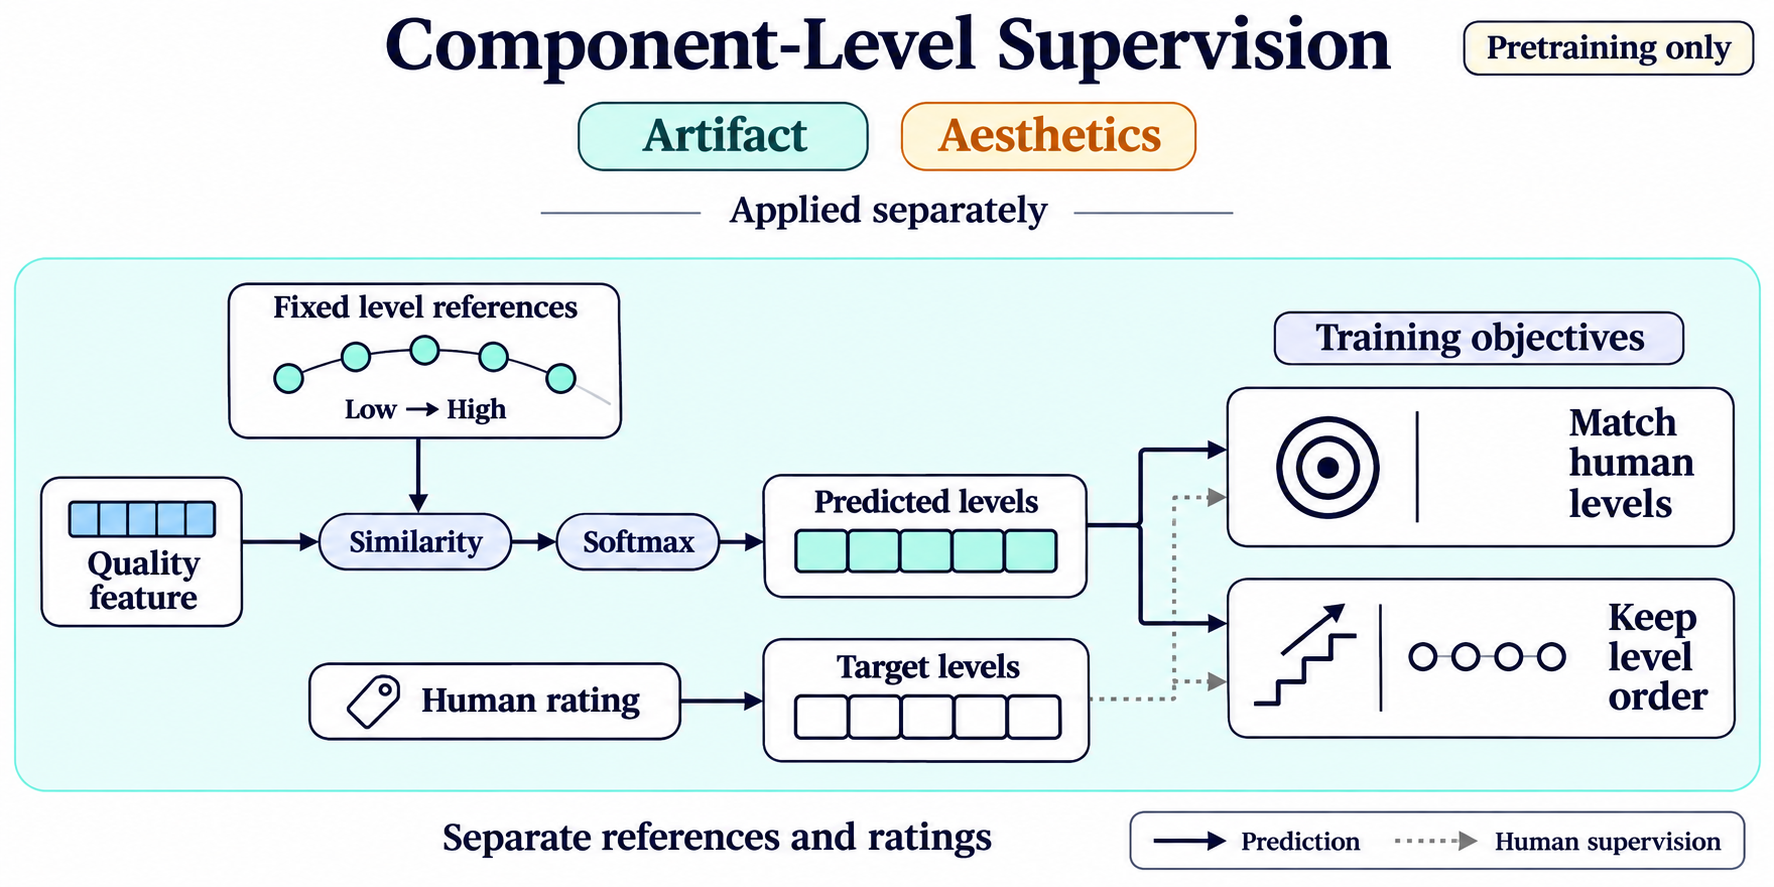 Component-Level Supervision
Pretraining only
Artifact
Aesthetics
Applied separately
Fixed level references
Low → High
Training objectives
Quality
feature
Similarity
Softmax
Predicted levels
Match
human
levels
Human rating
Target levels
Keep
level
order
Separate references and ratings
Prediction
Human supervision